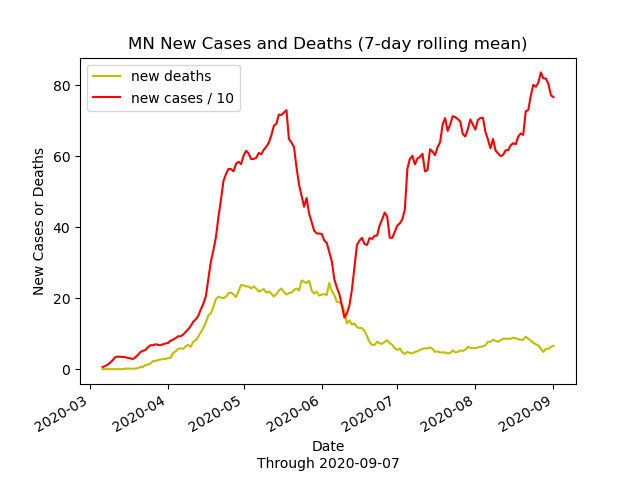 MN New Cases and Deaths (7-day rolling mean)
new deaths
new cases / 10
New Cases or Deaths
80
60
40
20
0
2020-03
2020-04
2020-05
2020-06
2020-07
2020-08
2020-09
Date
Through 2020-09-07